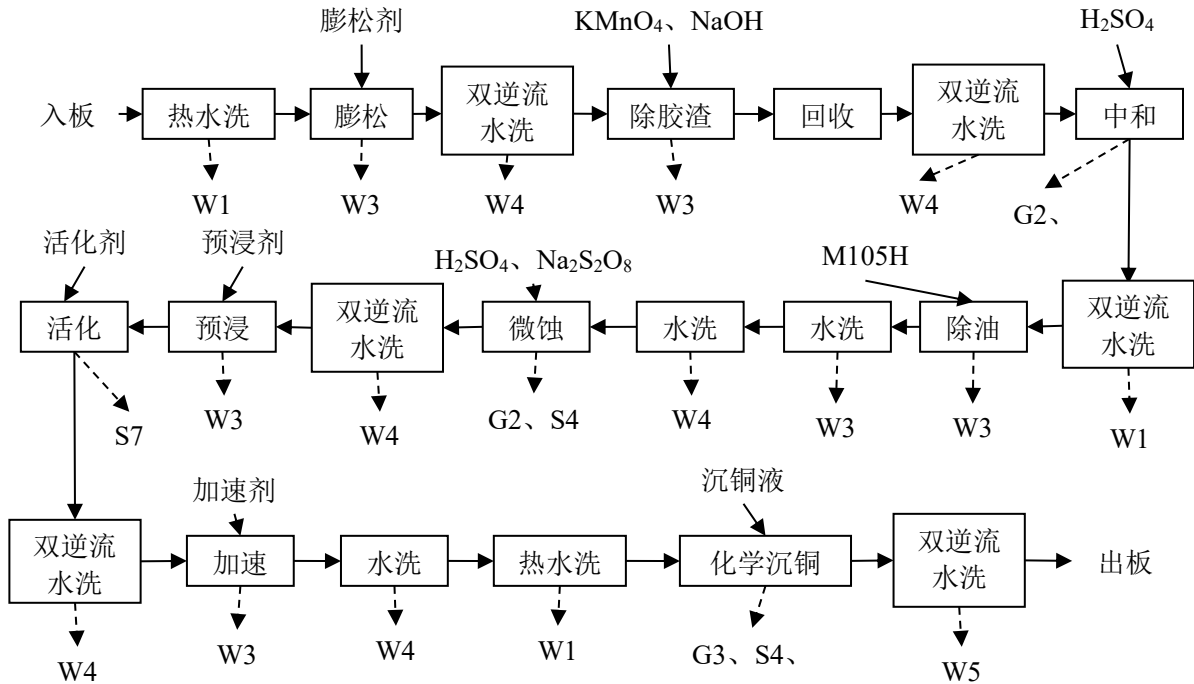 膨松剂
KMnO₄、NaOH
H₂SO₄
入板
热水洗
膨松
双逆流
水洗
除胶渣
回收
双逆流
水洗
中和
W1
W3
W4
W3
W4
G2、
活化剂
预浸剂
H₂SO₄、Na₂S₂O₈
M105H
活化
预浸
双逆流
水洗
微蚀
水洗
水洗
除油
双逆流
水洗
S7
W3
W4
G2、S4
W4
W3
W3
W1
加速剂
沉铜液
双逆流
水洗
加速
水洗
热水洗
化学沉铜
双逆流
水洗
出板
W4
W3
W4
W1
G3、S4、
W5